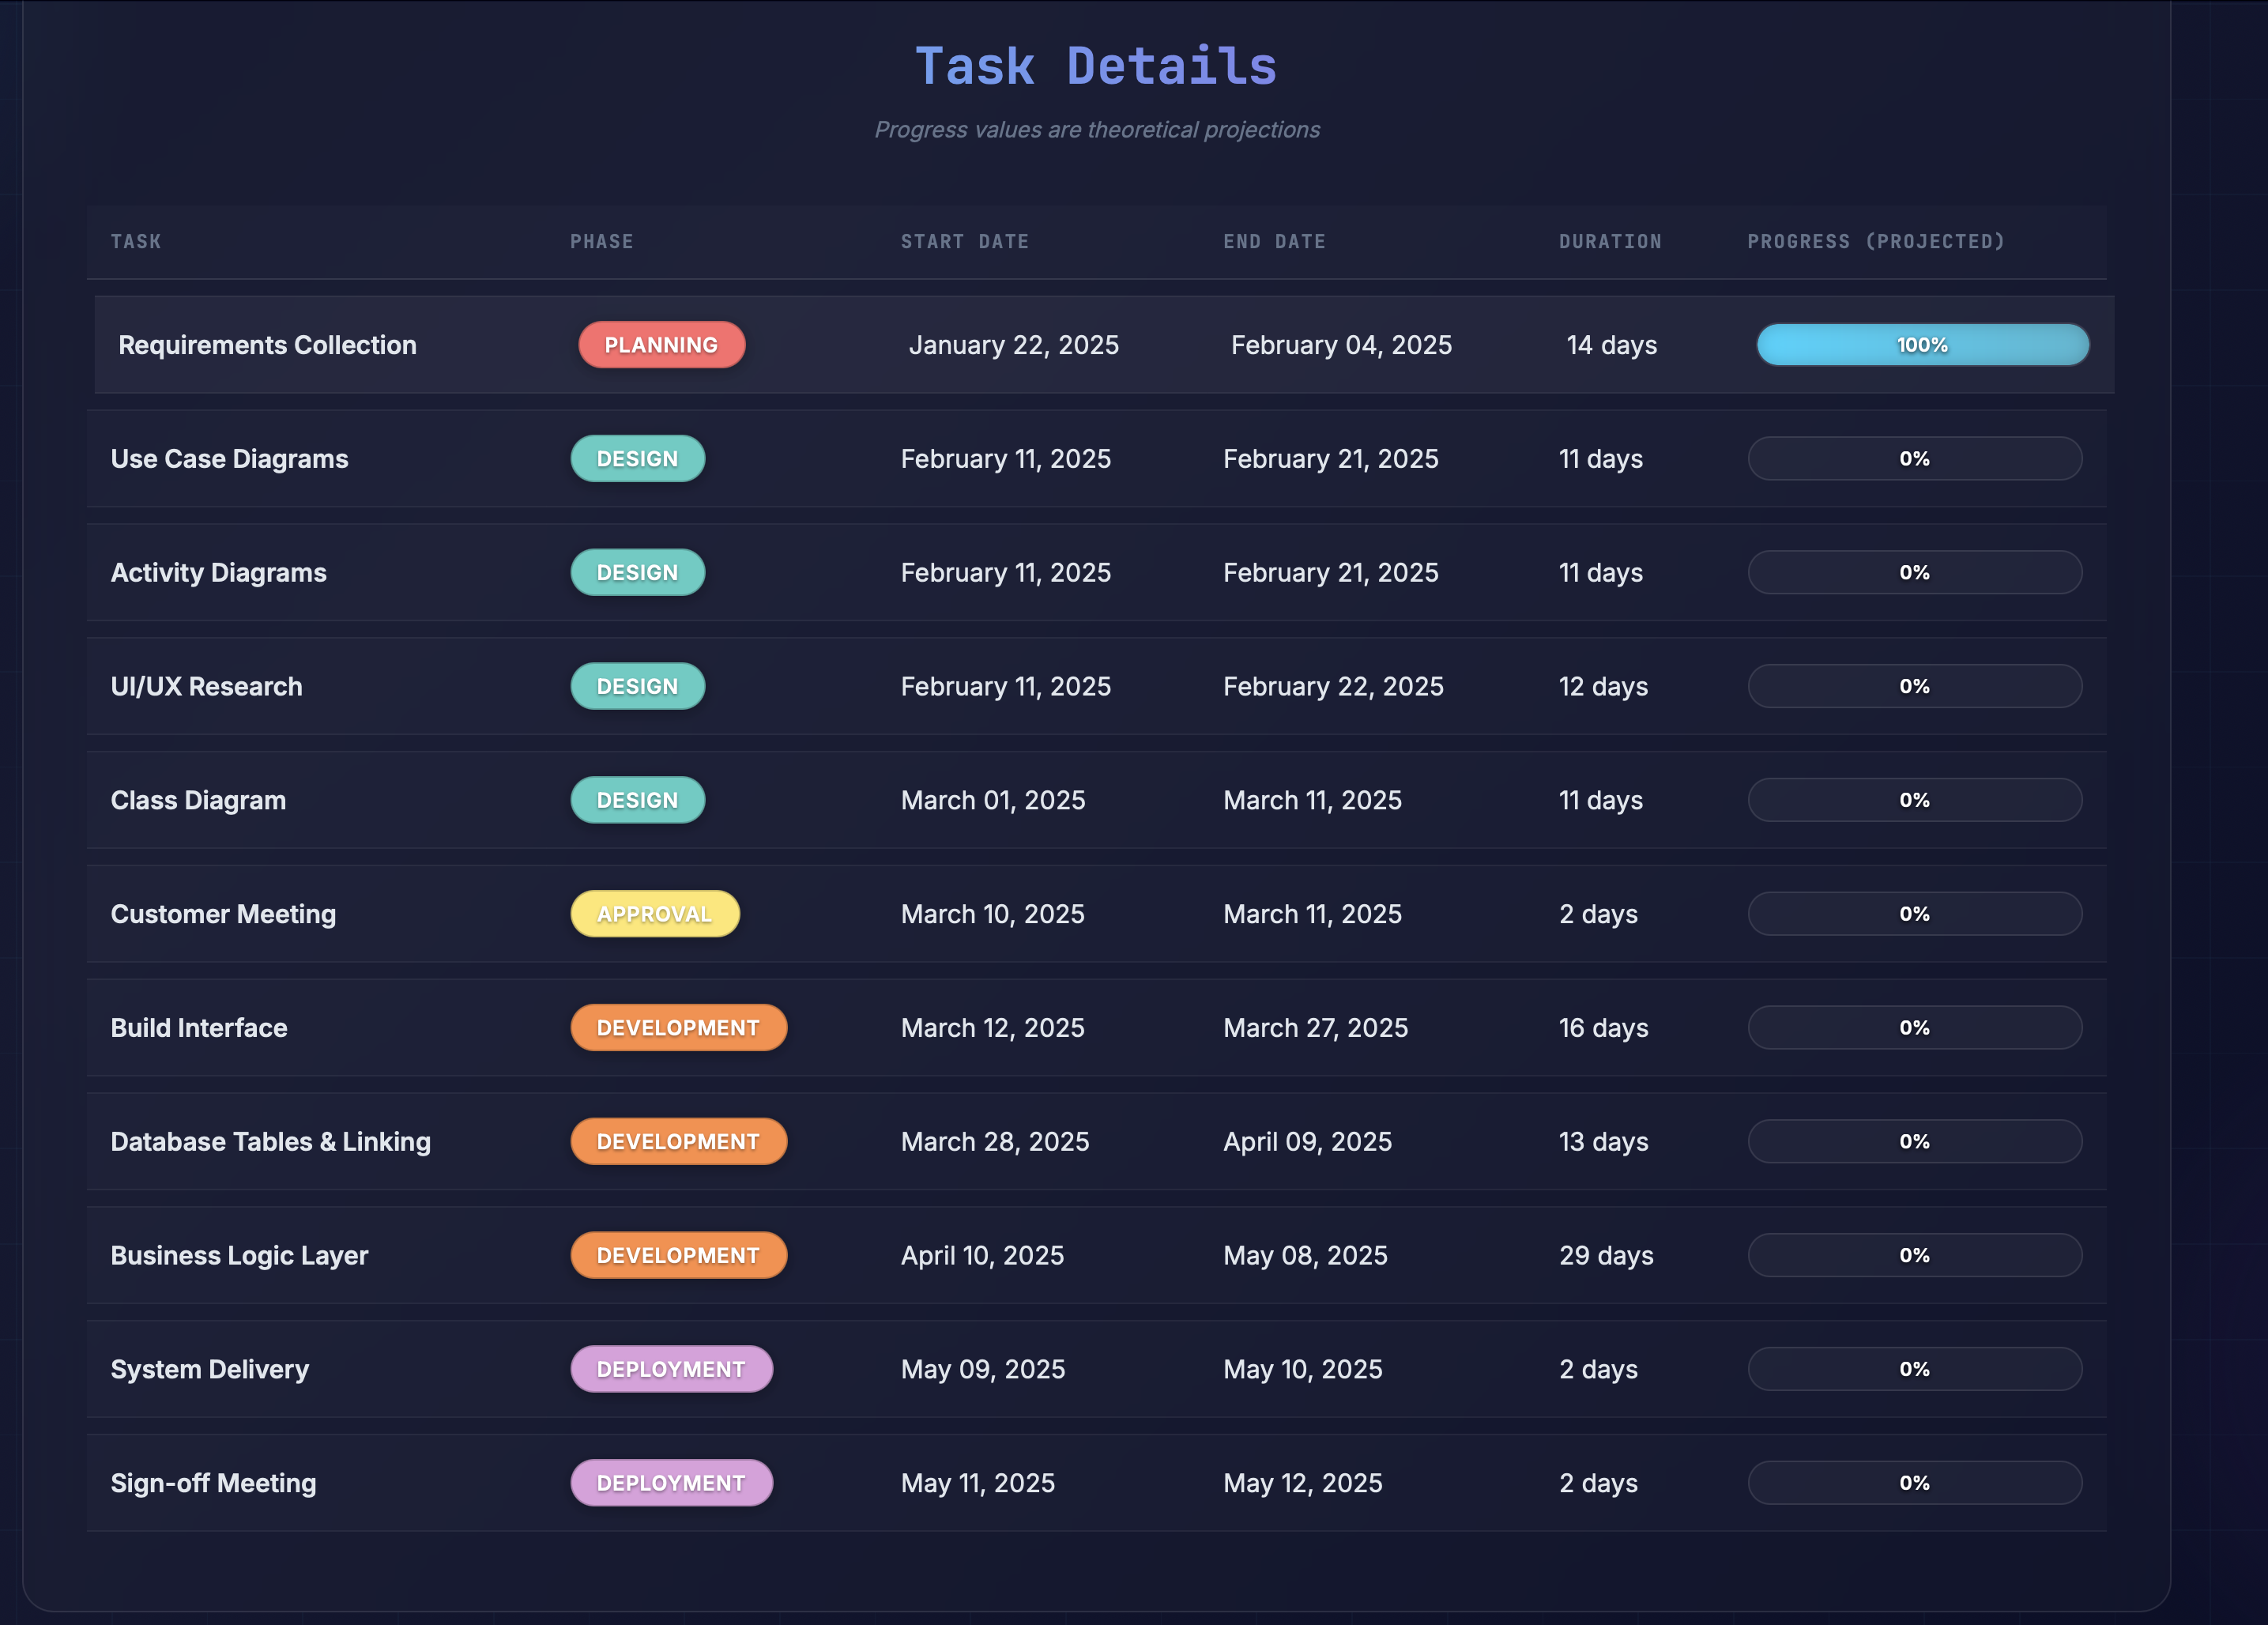 Task Details
Progress values are theoretical projections
TASK PHASE START DATE END DATE DURATION PROGRESS (PROJECTED)
Requirements Collection PLANNING January 22, 2025 February 04, 2025 14 days 100%
Use Case Diagrams DESIGN February 11, 2025 February 21, 2025 11 days 0%
Activity Diagrams DESIGN February 11, 2025 February 21, 2025 11 days 0%
UI/UX Research DESIGN February 11, 2025 February 22, 2025 12 days 0%
Class Diagram DESIGN March 01, 2025 March 11, 2025 11 days 0%
Customer Meeting APPROVAL March 10, 2025 March 11, 2025 2 days 0%
Build Interface DEVELOPMENT March 12, 2025 March 27, 2025 16 days 0%
Database Tables & Linking DEVELOPMENT March 28, 2025 April 09, 2025 13 days 0%
Business Logic Layer DEVELOPMENT April 10, 2025 May 08, 2025 29 days 0%
System Delivery DEPLOYMENT May 09, 2025 May 10, 2025 2 days 0%
Sign-off Meeting DEPLOYMENT May 11, 2025 May 12, 2025 2 days 0%